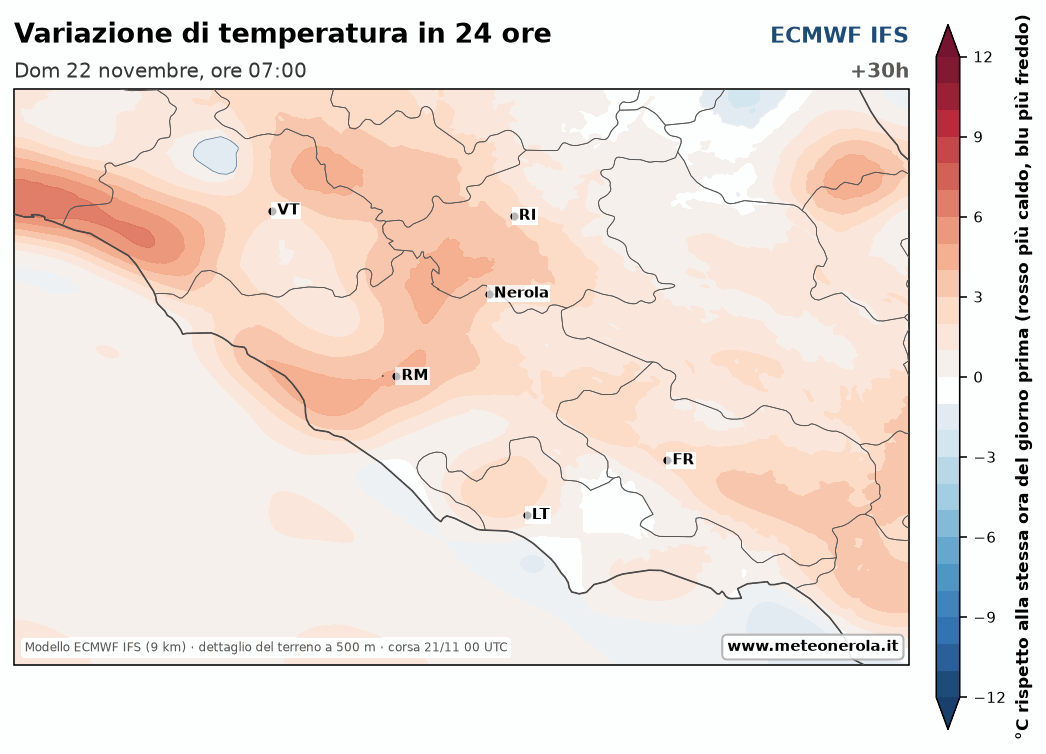 Variazione di temperatura in 24 ore
ECMWF IFS
Dom 22 novembre, ore 07:00
+30h
VT
RI
Nerola
RM
FR
LT
Modello ECMWF IFS (9 km) · dettaglio del terreno a 500 m · corsa 21/11 00 UTC
www.meteonerola.it
12
9
6
3
0
−3
−6
−9
−12
°C rispetto alla stessa ora del giorno prima (rosso più caldo, blu più freddo)